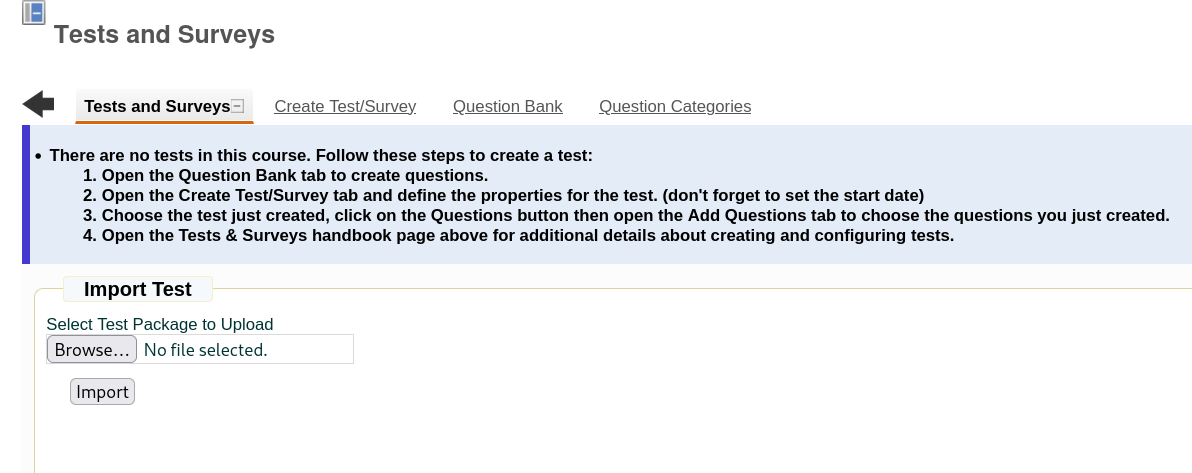 Tests and Surveys
Tests and Surveys
Create Test/Survey
Question Bank
Question Categories
• There are no tests in this course. Follow these steps to create a test:
1. Open the Question Bank tab to create questions.
2. Open the Create Test/Survey tab and define the properties for the test. (don't forget to set the start date)
3. Choose the test just created, click on the Questions button then open the Add Questions tab to choose the questions you just created.
4. Open the Tests & Surveys handbook page above for additional details about creating and configuring tests.
Import Test
Select Test Package to Upload
Browse... No file selected.
Import